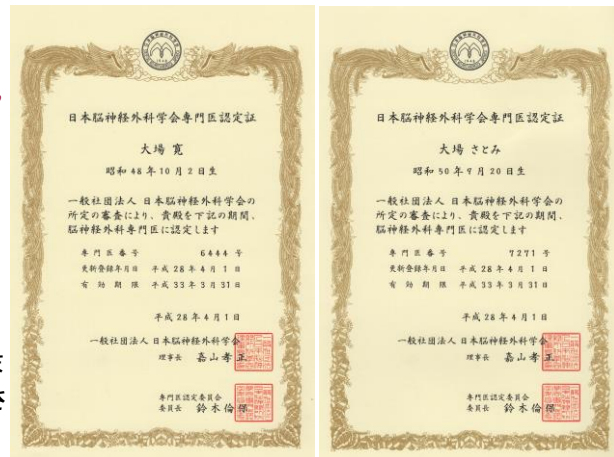 日本脳神経外科学会専門医認定証
大場 寛
昭和48年10月2日生
一般社団法人 日本脳神経外科学会の
所定の審査により、貴殿を下記の期間、
脳神経外科専門医に認定します
専門医番号 6444 号
更新登録年月日 平成28年4月1日
有効期限 平成33年3月31日
平成28年4月1日
一般社団法人 日本脳神経外科学会
理事長 嘉山孝正
専門医認定委員会
委員長 鈴木倫保
日本脳神経外科学会専門医認定証
大場 さとみ
昭和50年9月20日生
一般社団法人 日本脳神経外科学会の
所定の審査により、貴殿を下記の期間、
脳神経外科専門医に認定します
専門医番号 7271 号
更新登録年月日 平成28年4月1日
有効期限 平成33年3月31日
平成28年4月1日
一般社団法人 日本脳神経外科学会
理事長 嘉山孝正
専門医認定委員会
委員長 鈴木倫保